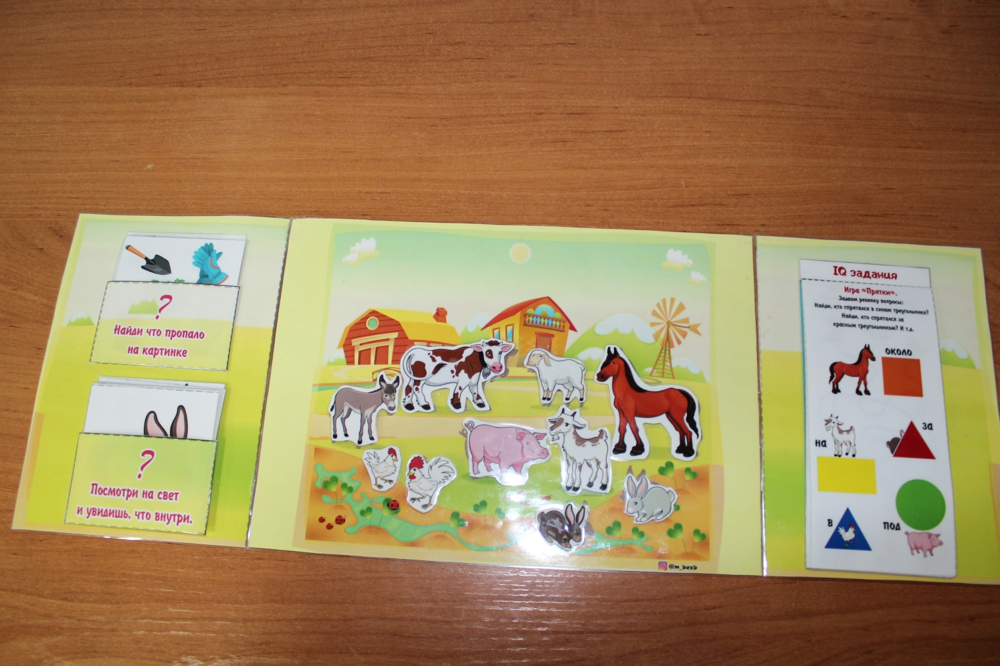 ?
Найди что пропало
на картинке
?
Посмотри на свет
и увидишь, что внутри.
@m_bezb
IQ задания
Игра «Прятки».
Задаем ребенку вопросы:
Найди, кто спрятался в синем треугольнике?
Найди, кто спрятался за
красным треугольником? И т.д.
около
на
за
в
под